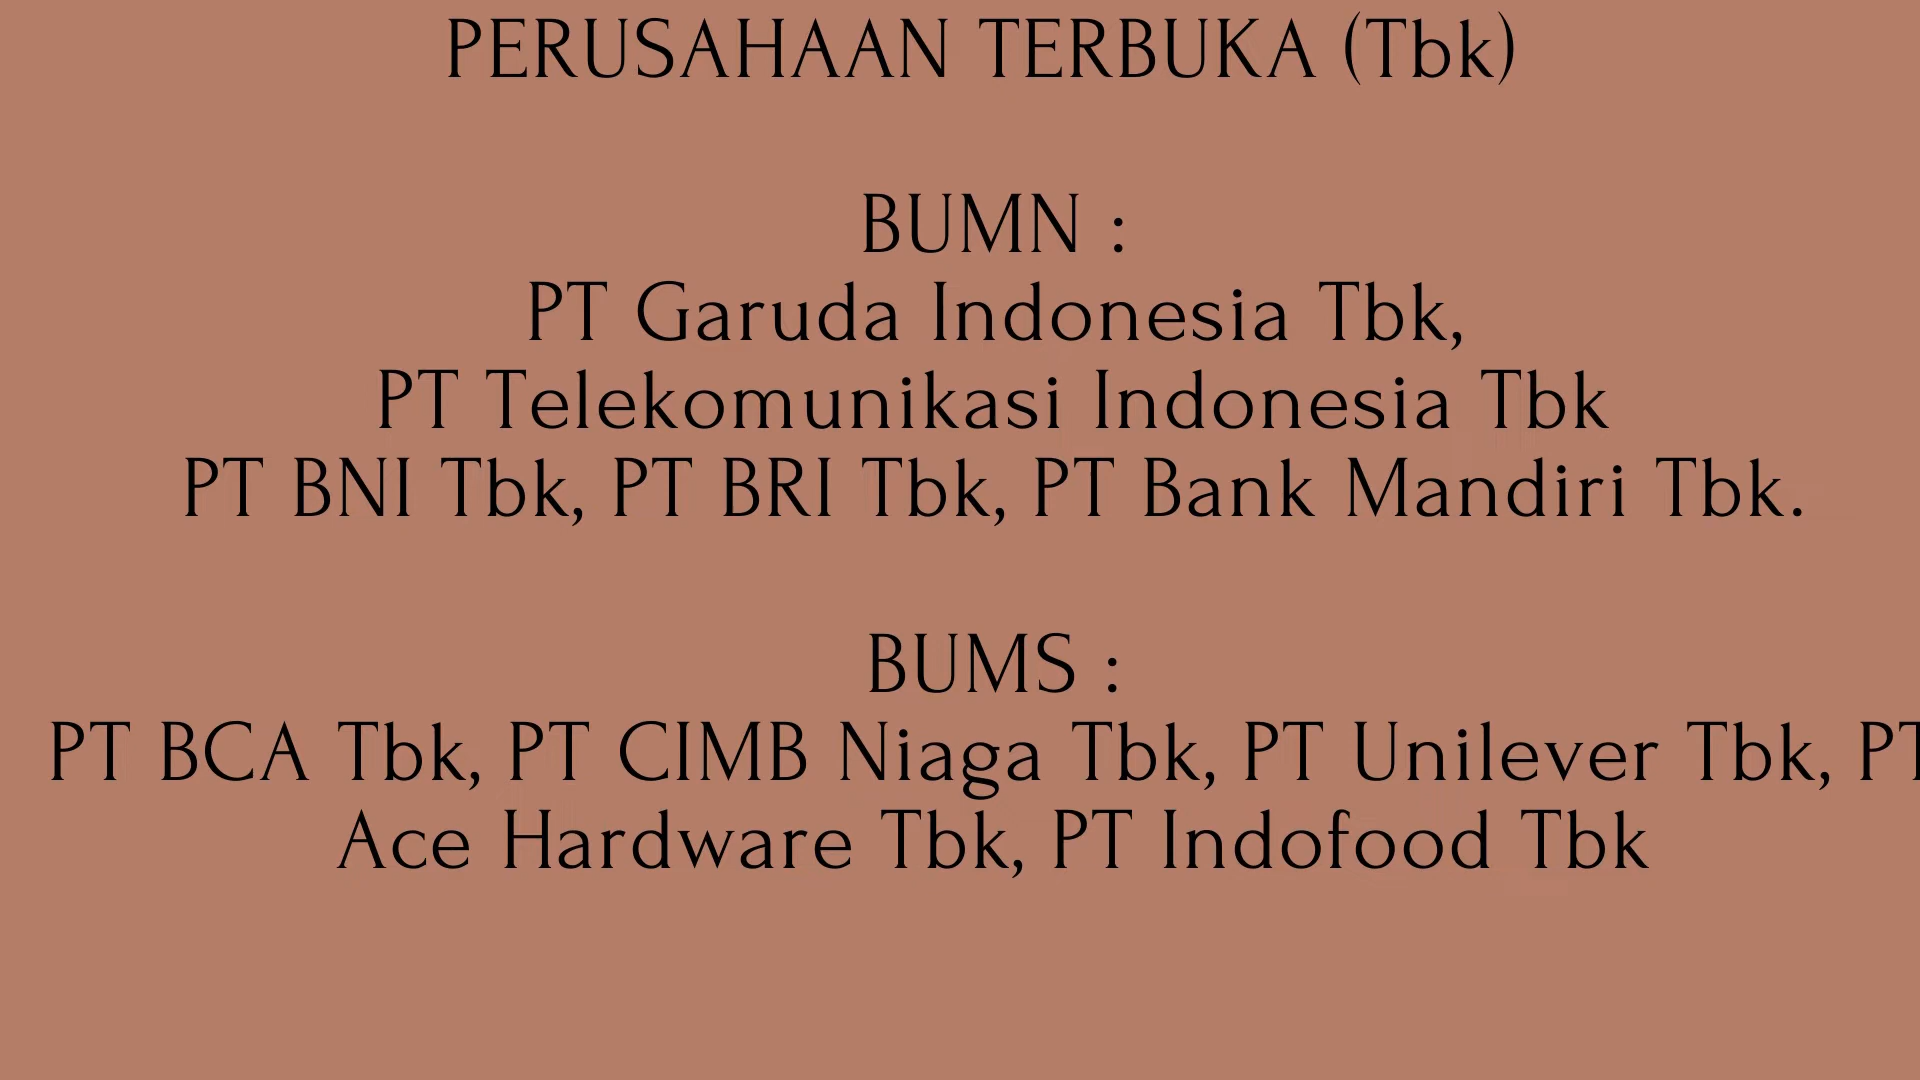 PERUSAHAAN TERBUKA (Tbk)
BUMN :
PT Garuda Indonesia Tbk,
PT Telekomunikasi Indonesia Tbk
PT BNI Tbk, PT BRI Tbk, PT Bank Mandiri Tbk.
BUMS :
PT BCA Tbk, PT CIMB Niaga Tbk, PT Unilever Tbk, PT
Ace Hardware Tbk, PT Indofood Tbk